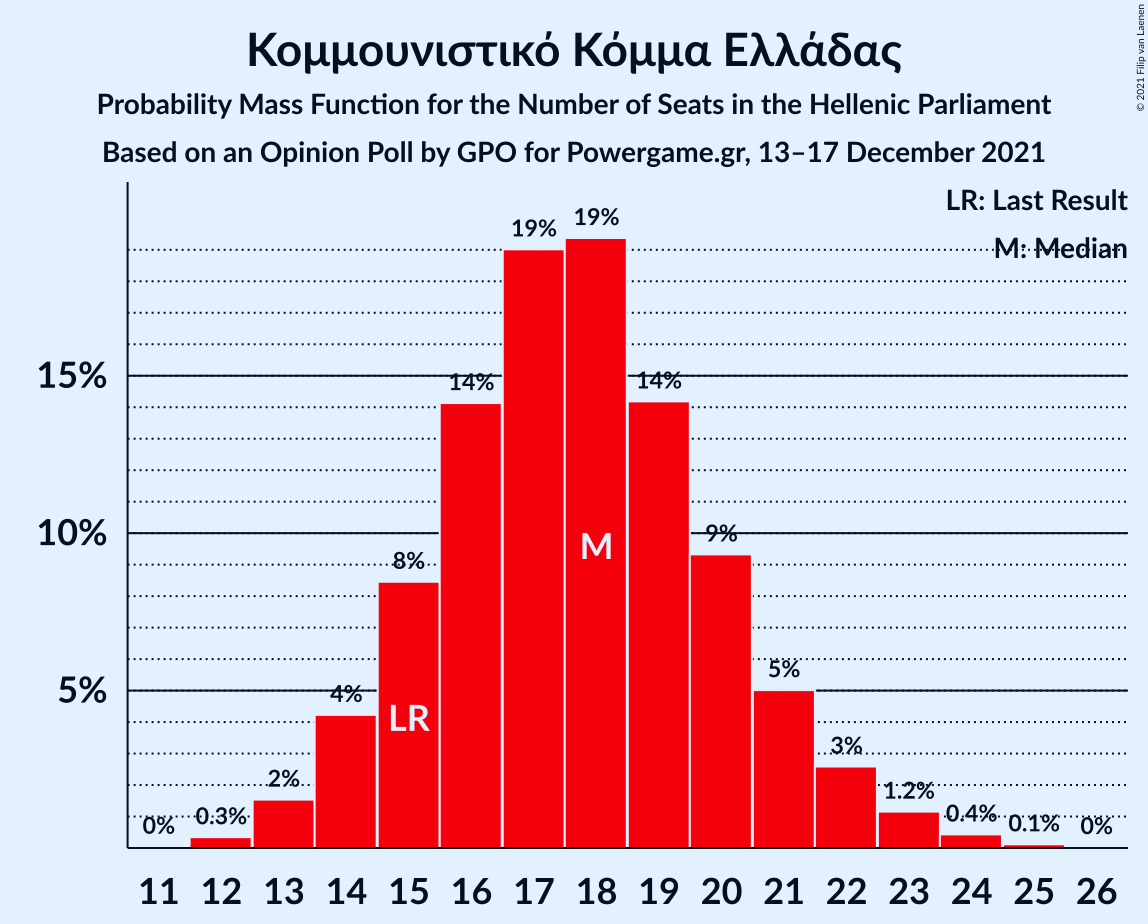 Κομμουνιστικό Κόμμα Ελλάδας
Probability Mass Function for the Number of Seats in the Hellenic Parliament
Based on an Opinion Poll by GPO for Powergame.gr, 13–17 December 2021
© 2021 Filip van Laenen
LR: Last Result
M: Median
15%
10%
5%
0%
0.3%
2%
4%
8%
14%
19%
19%
14%
9%
5%
3%
1.2%
0.4%
0.1%
0%
LR
M
11 12 13 14 15 16 17 18 19 20 21 22 23 24 25 26